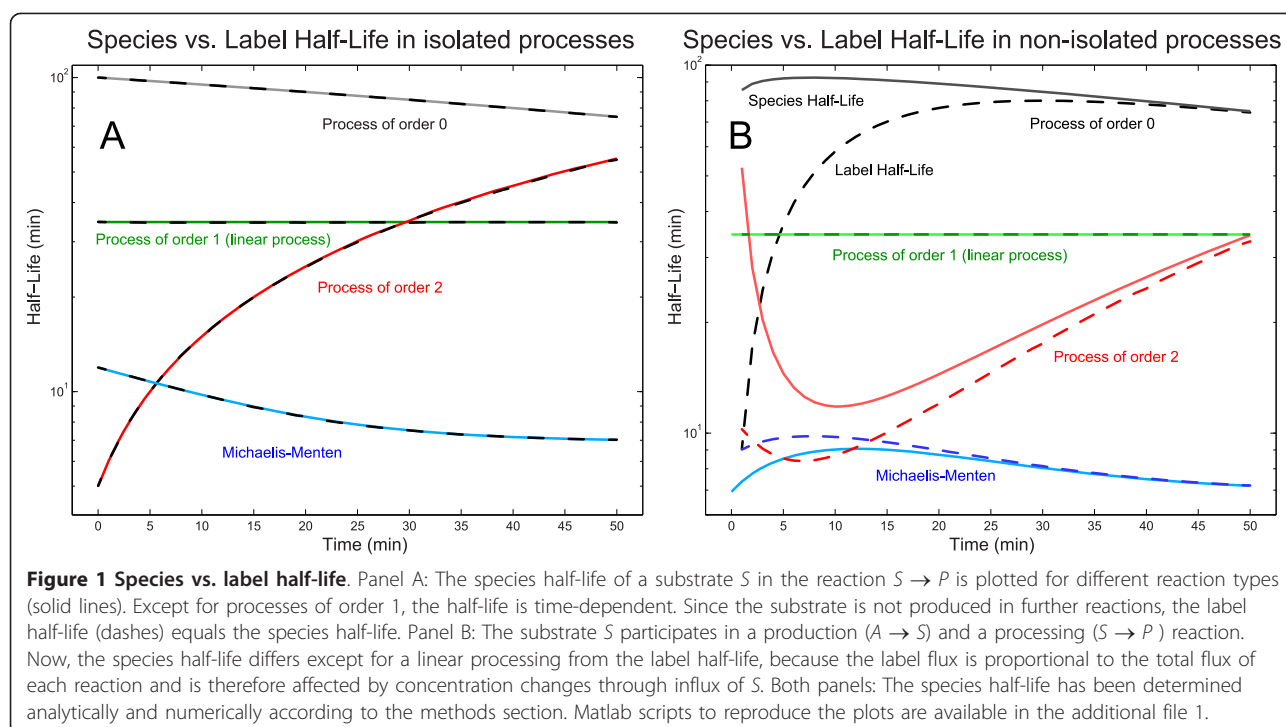 Species vs. Label Half-Life in isolated processes
10²
Process of order 0
A
Process of order 1 (linear process)
Process of order 2
10¹
Michaelis-Menten
Half-Life (min)
0 5 10 15 20 25 30 35 40 45 50
Time (min)
Species vs. Label Half-Life in non-isolated processes
10²
Species Half-Life
Process of order 0
B
Label Half-Life
Process of order 1 (linear process)
Process of order 2
10¹
Michaelis-Menten
Half-Life (min)
0 5 10 15 20 25 30 35 40 45 50
Time (min)
Figure 1 Species vs. label half-life. Panel A: The species half-life of a substrate S in the reaction S → P is plotted for different reaction types
(solid lines). Except for processes of order 1, the half-life is time-dependent. Since the substrate is not produced in further reactions, the label
half-life (dashes) equals the species half-life. Panel B: The substrate S participates in a production (A → S) and a processing (S → P ) reaction.
Now, the species half-life differs except for a linear processing from the label half-life, because the label flux is proportional to the total flux of
each reaction and is therefore affected by concentration changes through influx of S. Both panels: The species half-life has been determined
analytically and numerically according to the methods section. Matlab scripts to reproduce the plots are available in the additional file 1.